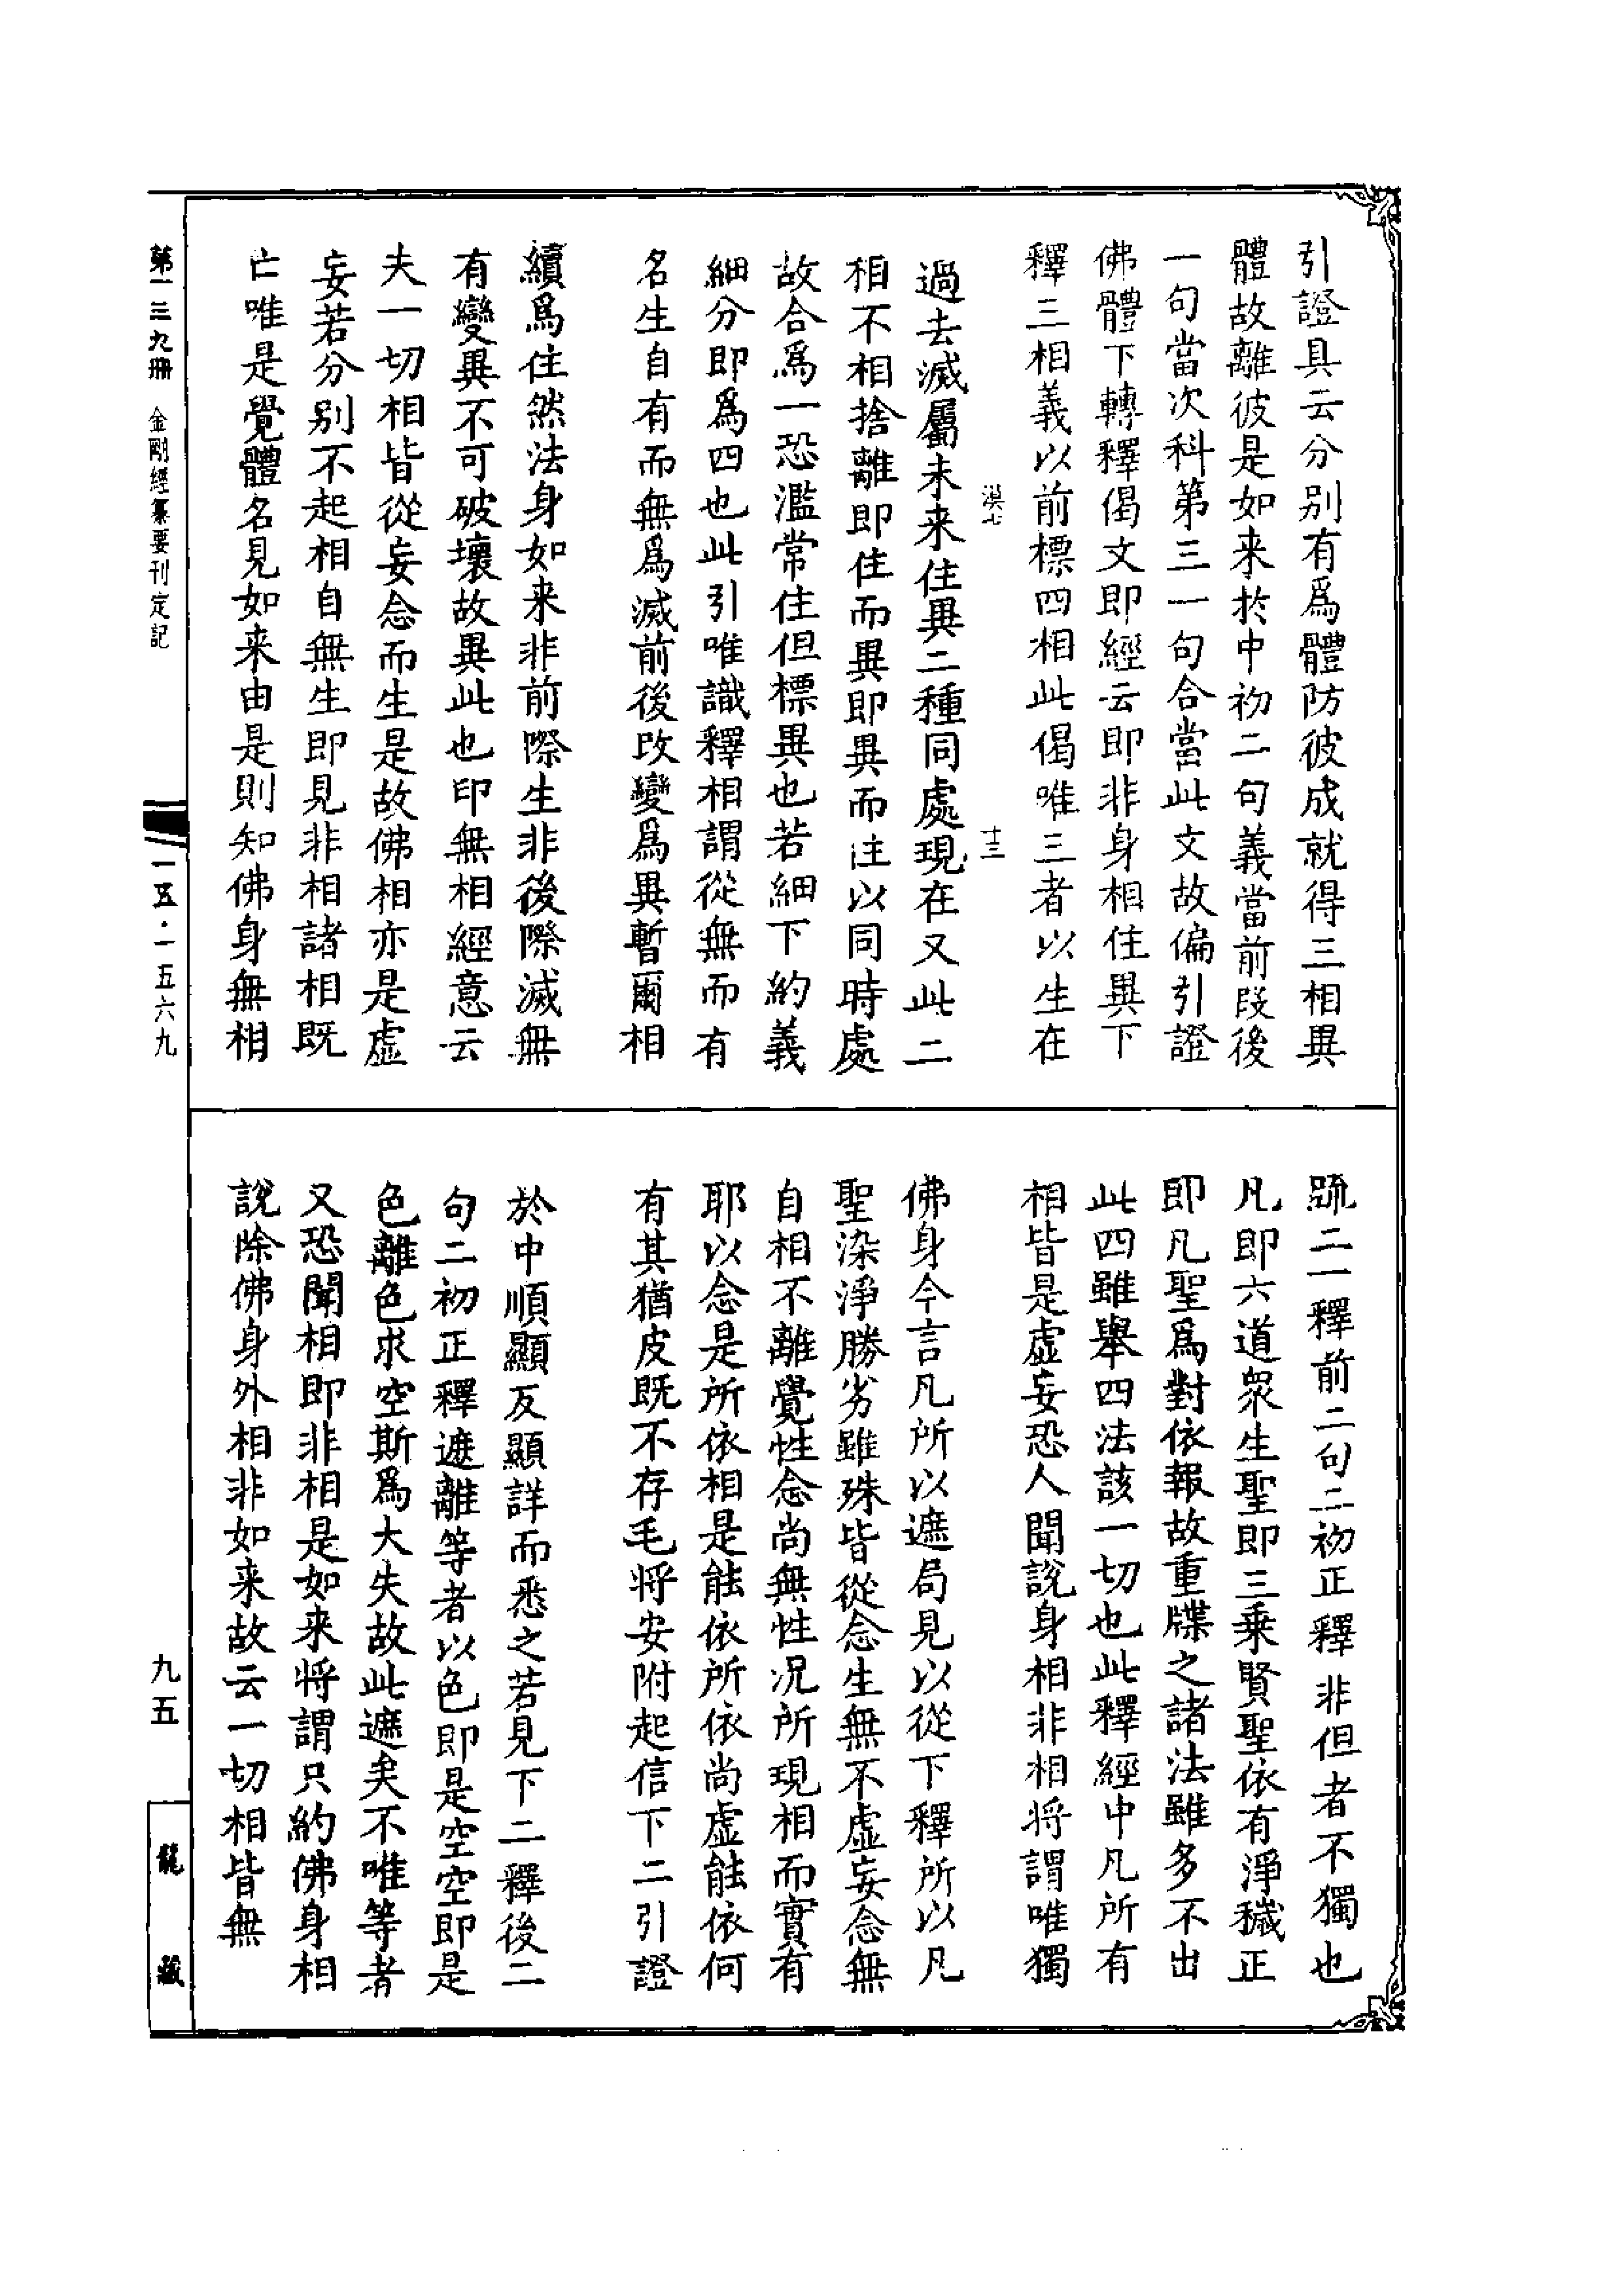 引證具云分别有爲體防彼成就得三相異
體故離彼是如来於中初二句義當前段後
一句當次科第三一句合當此文故偏引證
佛體下轉釋偈文即經云即非身相住異下
釋三相義以前標四相此偈唯三者以生在
漠七
十三
過去滅屬未来住異二種同處現在又此二
相不相捨離即住而異即異而住以同時處
故合爲一恐濫常住但標異也若細下約義
細分即爲四也此引唯識釋相謂從無而有
名生自有而無爲滅前後改變爲異暫爾相
續爲住然法身如来非前際生非後際滅無
有變異不可破壞故異此也印無相經意云
夫一切相皆從妄念而生是故佛相亦是虚
妄若分别不起相自無生即見非相諸相既
亡唯是覺體名見如来由是則知佛身無相
疏二一釋前二句二初正釋非但者不獨也
凡即六道衆生聖即三乗賢聖依有淨穢正
即凡聖爲對依報故重牒之諸法雖多不出
此四雖舉四法該一切也此釋經中凡所有
相皆是虚妄恐人聞說身相非相将謂唯獨
佛身今言凡所以遮局見以從下釋所以凡
聖染淨勝劣雖殊皆從念生無不虚妄念無
自相不離覺性念尚無性况所現相而實有
耶以念是所依相是能依所依尚虚能依何
有其猶皮既不存毛将安附起信下二引證
於中順顯反顯詳而悉之若見下二釋後二
句二初正釋遮離等者以色即是空空即是
色離色求空斯爲大失故此遮矣不唯等者
又恐聞相即非相是如来将謂只約佛身相
說除佛身外相非如来故云一切相皆無
第一三九冊
金剛經纂要刊定記
一五·一五六九
九五
龍藏